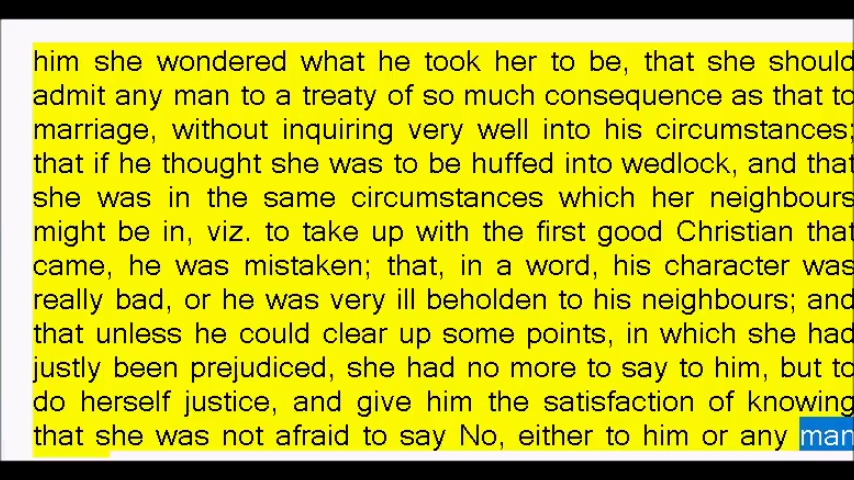 him she wondered what he took her to be, that she should
admit any man to a treaty of so much consequence as that to
marriage, without inquiring very well into his circumstances;
that if he thought she was to be huffed into wedlock, and that
she was in the same circumstances which her neighbours
might be in, viz. to take up with the first good Christian that
came, he was mistaken; that, in a word, his character was
really bad, or he was very ill beholden to his neighbours; and
that unless he could clear up some points, in which she had
justly been prejudiced, she had no more to say to him, but to
do herself justice, and give him the satisfaction of knowing
that she was not afraid to say No, either to him or any man